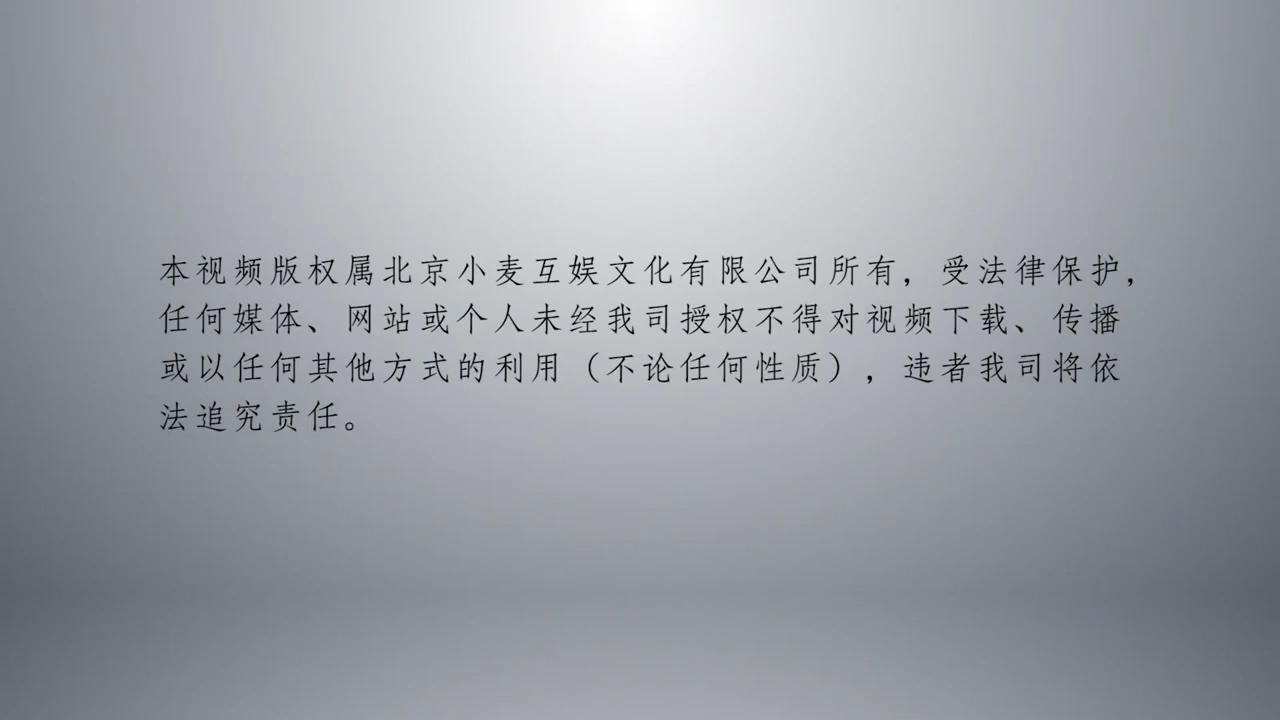 本视频版权属北京小麦互娱文化有限公司所有，受法律保护，
任何媒体、网站或个人未经我司授权不得对视频下载、传播
或以任何其他方式的利用（不论任何性质），违者我司将依
法追究责任。